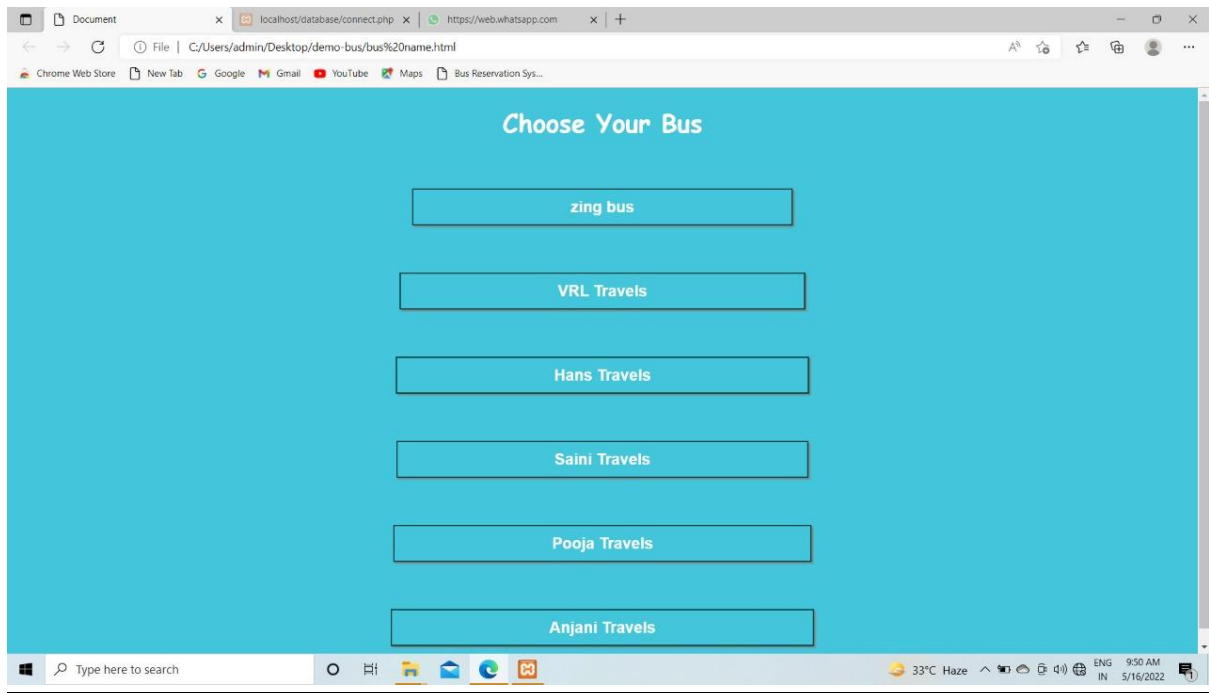 Document
localhost/database/connect.php
https://web.whatsapp.com
File | C:/Users/admin/Desktop/demo-bus/bus%20name.html
Chrome Web Store New Tab Google Gmail YouTube Maps Bus Reservation Sys...
Choose Your Bus
zing bus
VRL Travels
Hans Travels
Saini Travels
Pooja Travels
Anjani Travels
Type here to search
33°C Haze
ENG
IN
9:50 AM
5/16/2022